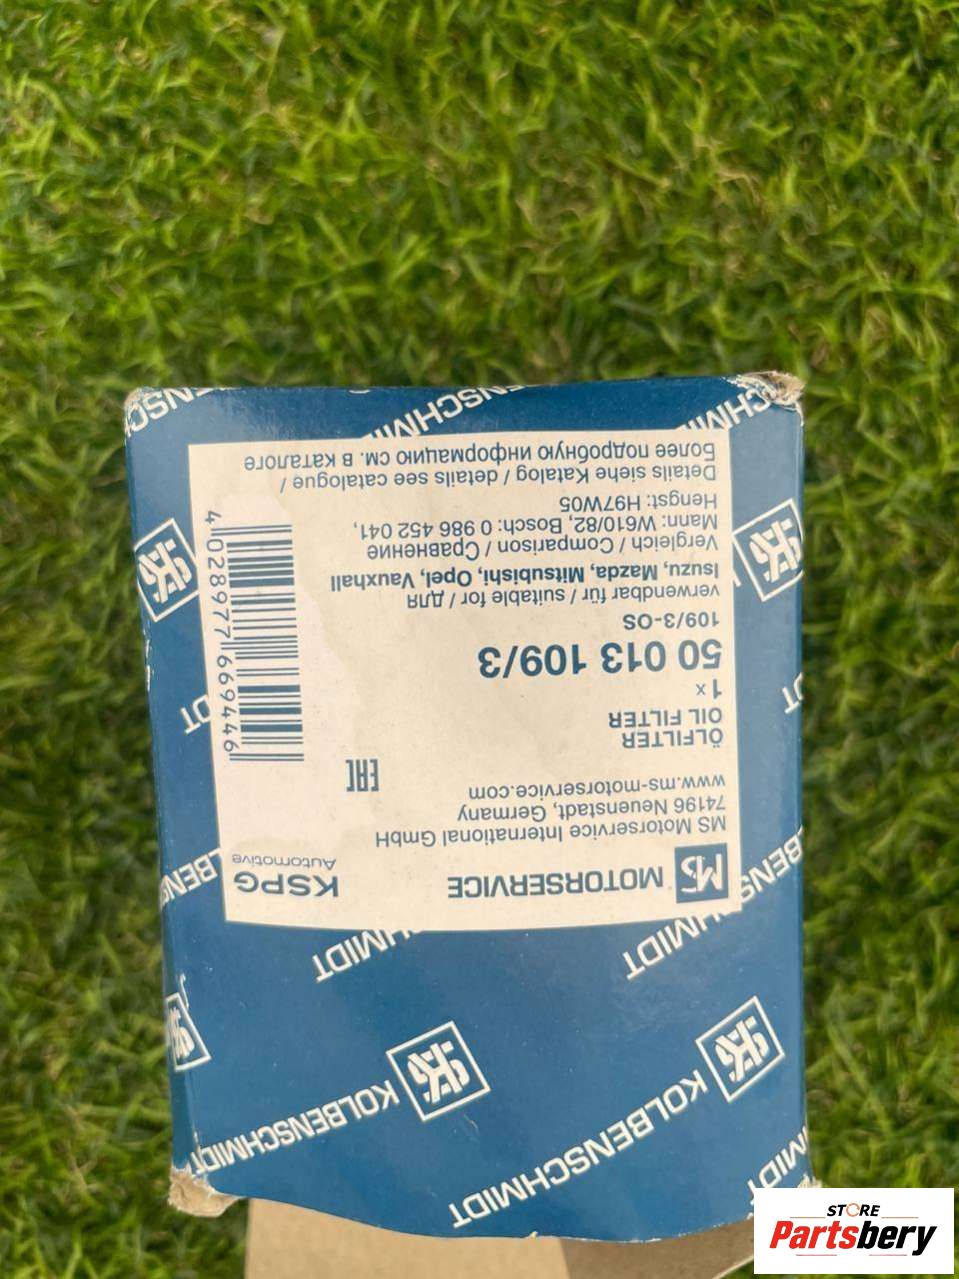 MS MOTORSERVICE
KSPG
Automotive
MS Motorservice International GmbH
74196 Neuenstadt, Germany
www.ms-motorservice.com
EAC
ÖLFILTER
OIL FILTER
1 x
50 013 109/3
109/3-OS
verwendbar für / suitable for / для
Isuzu, Mazda, Mitsubishi, Opel, Vauxhall
Vergleich / Comparison / Сравнение
Mann: W610/82, Bosch: 0 986 452 041,
Hengst: H97W05
Details siehe Katalog / details see catalogue /
Более подробную информацию см. в каталоге
4 028977 669446
KOLBENSCHMIDT
KOLBENSCHMIDT
STORE
Partsbery